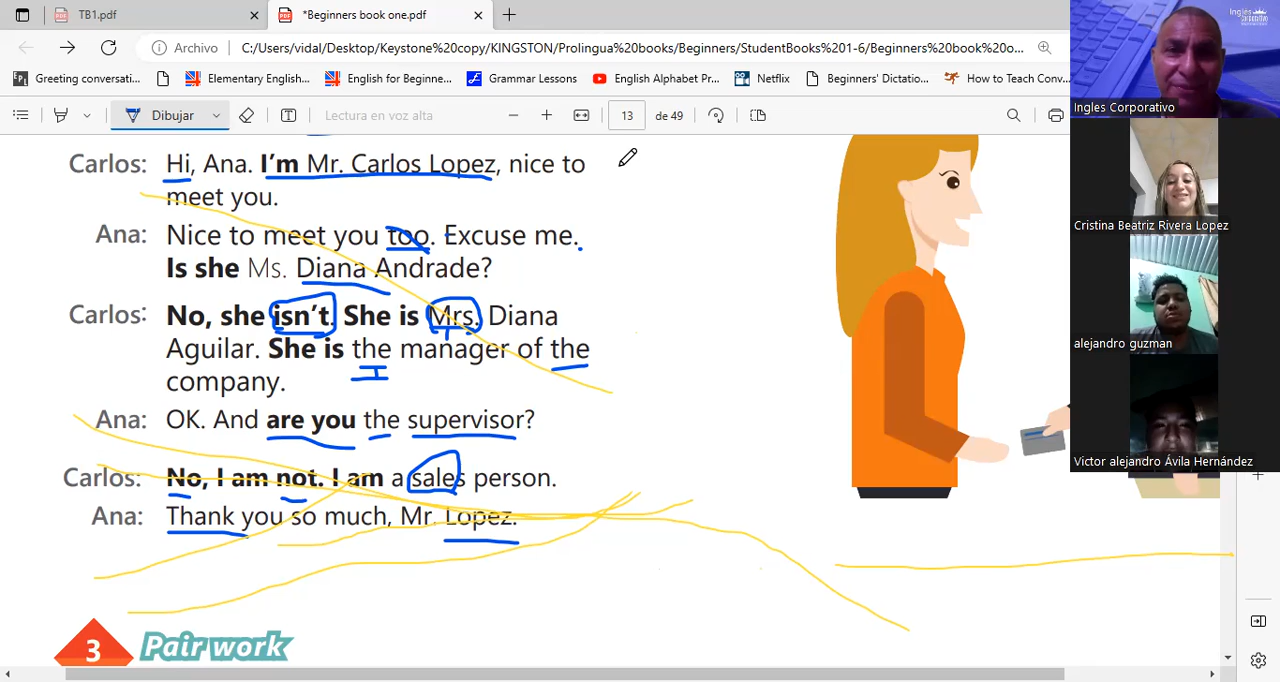 TB1.pdf
*Beginners book one.pdf
Archivo
C:/Users/vidal/Desktop/Keystone%20copy/KINGSTON/Prolingua%20books/Beginners/StudentBooks%201-6/Beginners%20book%20o...
Greeting conversati...
Elementary English...
English for Beginne...
Grammar Lessons
English Alphabet Pr...
Netflix
Beginners' Dictatio...
How to Teach Conv...
Dibujar
Lectura en voz alta
13
de 49
Carlos: Hi, Ana. I'm Mr. Carlos Lopez, nice to
meet you.
Ana: Nice to meet you too. Excuse me.
Is she Ms. Diana Andrade?
Carlos: No, she isn't. She is Mrs. Diana
Aguilar. She is the manager of the
company.
Ana: OK. And are you the supervisor?
Carlos: No, I am not. I am a sales person.
Ana: Thank you so much, Mr. Lopez.
3 Pair work
Ingles Corporativo
Cristina Beatriz Rivera Lopez
alejandro guzman
Victor alejandro Ávila Hernández